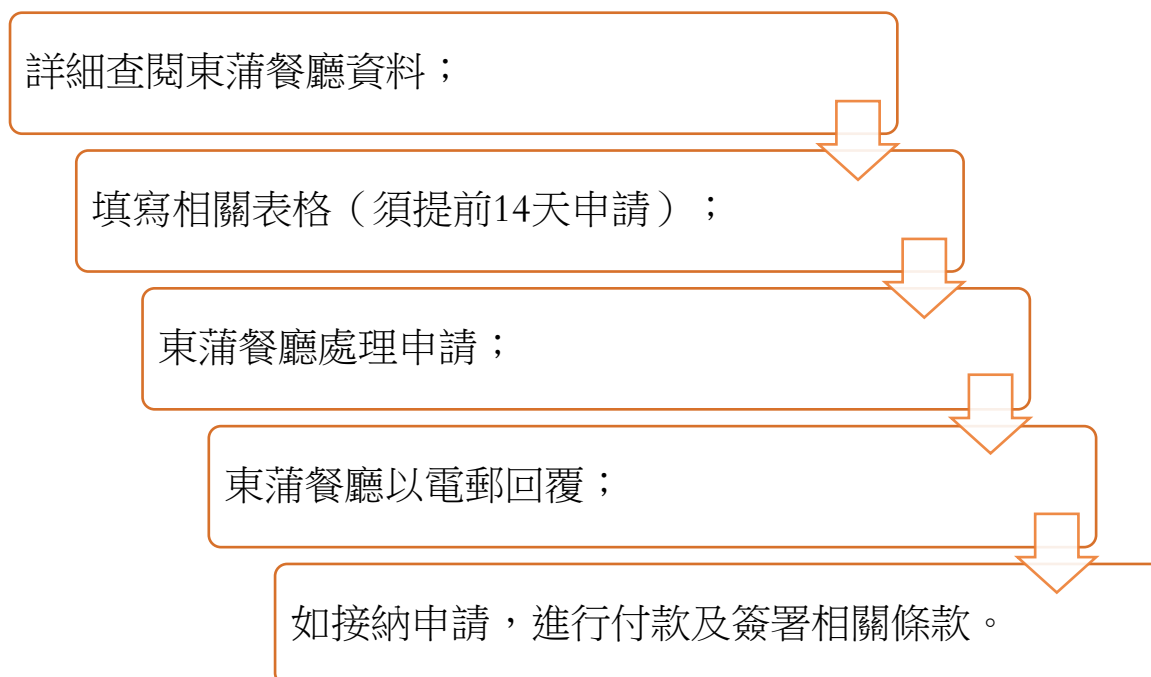 詳細查閱東蒲餐廳資料；
填寫相關表格（須提前14天申請）；
東蒲餐廳處理申請；
東蒲餐廳以電郵回覆；
如接納申請，進行付款及簽署相關條款。